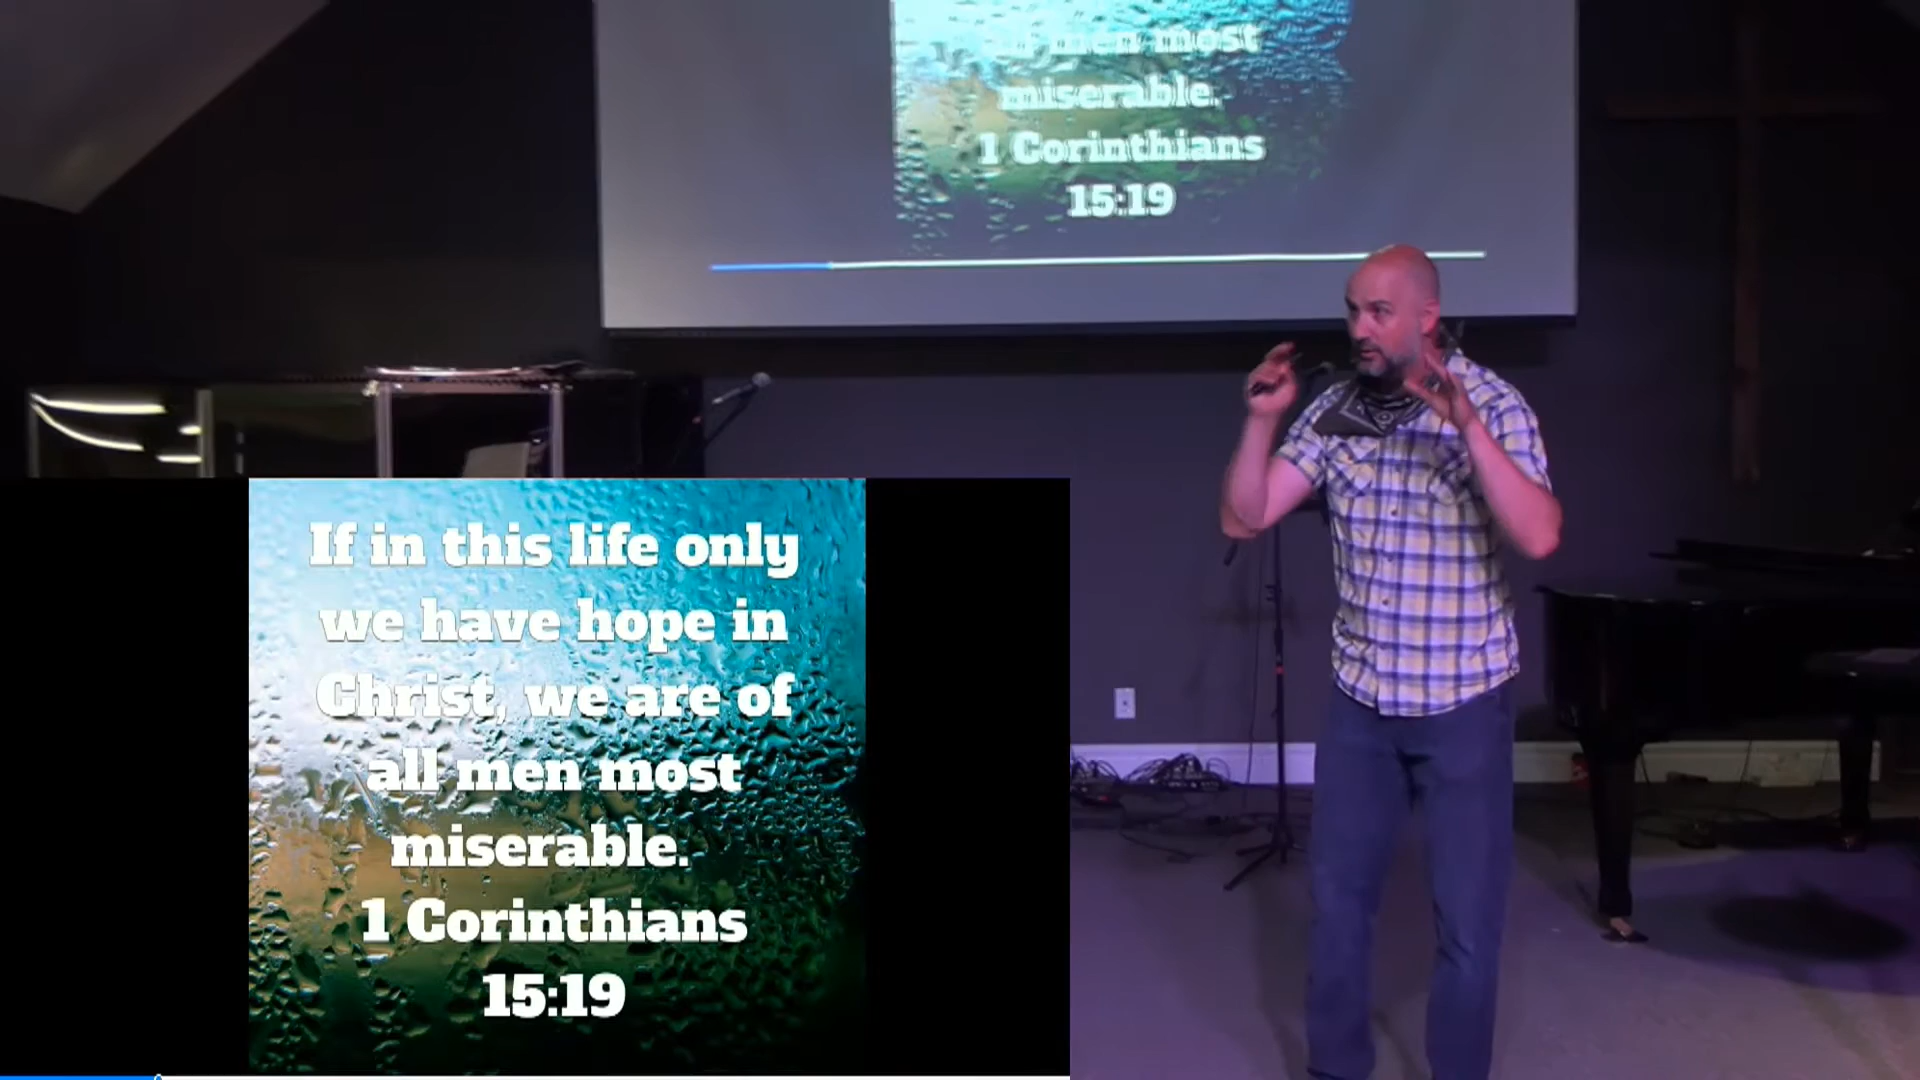 all men most
miserable.
1 Corinthians
15:19
If in this life only
we have hope in
Christ, we are of
all men most
miserable.
1 Corinthians
15:19